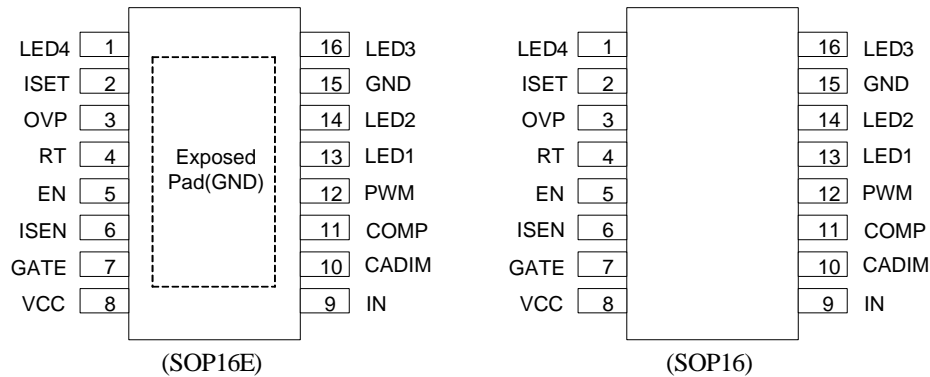 LED4 1 16 LED3 LED4 1 16 LED3
ISET 2 15 GND ISET 2 15 GND
OVP 3 14 LED2 OVP 3 14 LED2
RT 4 Exposed 13 LED1 RT 4 13 LED1
Pad(GND)
EN 5 12 PWM EN 5 12 PWM
ISEN 6 11 COMP ISEN 6 11 COMP
GATE 7 10 CADIM GATE 7 10 CADIM
VCC 8 9 IN VCC 8 9 IN
(SOP16E) (SOP16)